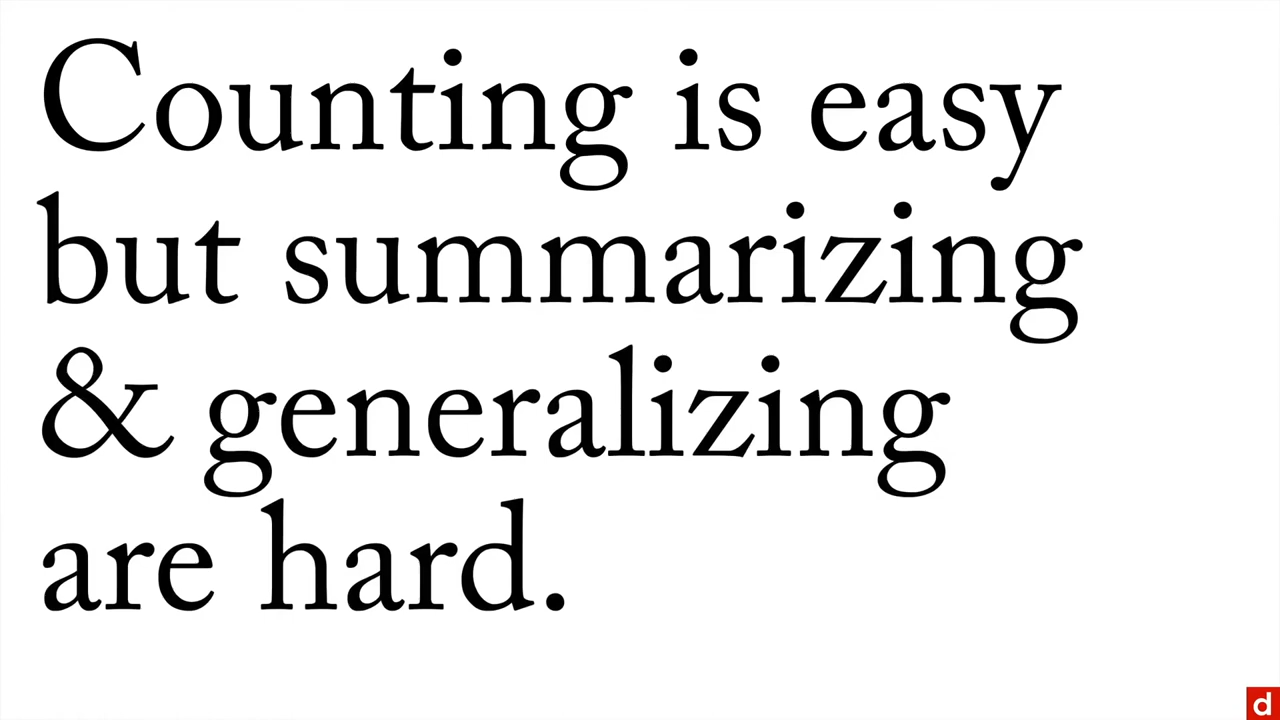 Counting is easy
but summarizing
& generalizing
are hard.
d